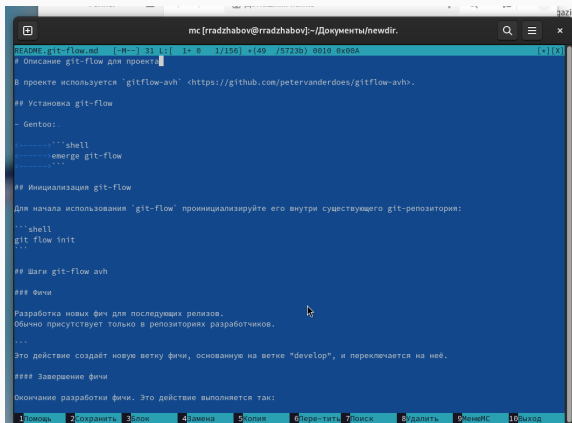 mc [rradzhabov@rradzhabov]:~/Документы/newdir.
README.git-flow.md [-M--] 31 L:[ 1+ 0 1/156] *(49 /5723b) 0010 0x00A [*][X]
# Описание git-flow для проекта
В проекте используется `gitflow-avh` <https://github.com/petervanderdoes/gitflow-avh>.
## Установка git-flow
- Gentoo:.
<------>```shell
<------>emerge git-flow
<------>```
## Инициализация git-flow
Для начала использования `git-flow` проинициализируйте его внутри существующего git-репозитория:
```shell
git flow init
```
## Шаги git-flow avh
### Фичи
Разработка новых фич для последующих релизов.
Обычно присутствует только в репозиториях разработчиков.
...
Это действие создаёт новую ветку фичи, основанную на ветке "develop", и переключается на неё.
#### Завершение фичи
Окончание разработки фичи. Это действие выполняется так:
1Помощь 2Сохранить 3Блок 4Замена 5Копия 6Пере~тить 7Поиск 8Удалить 9МенюMC 10Выход